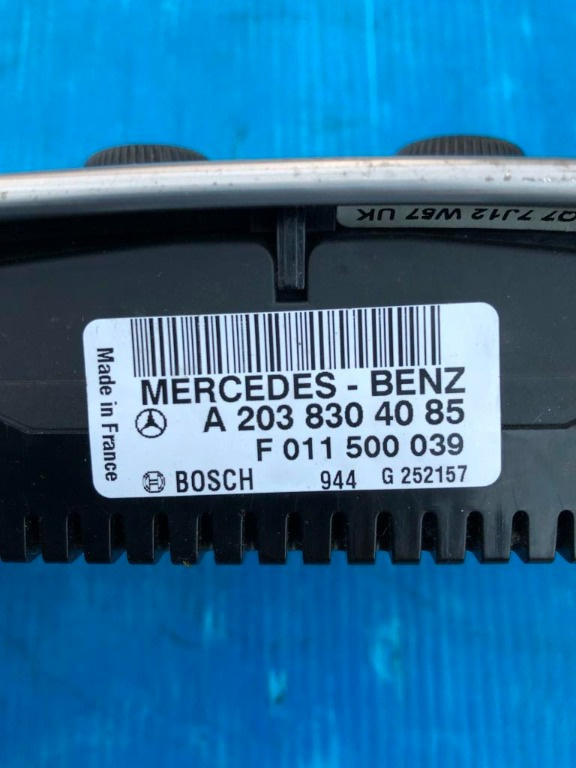 7J12 W57 UK
Made in France
MERCEDES - BENZ
A 203 830 40 85
F 011 500 039
BOSCH 944 G 252157